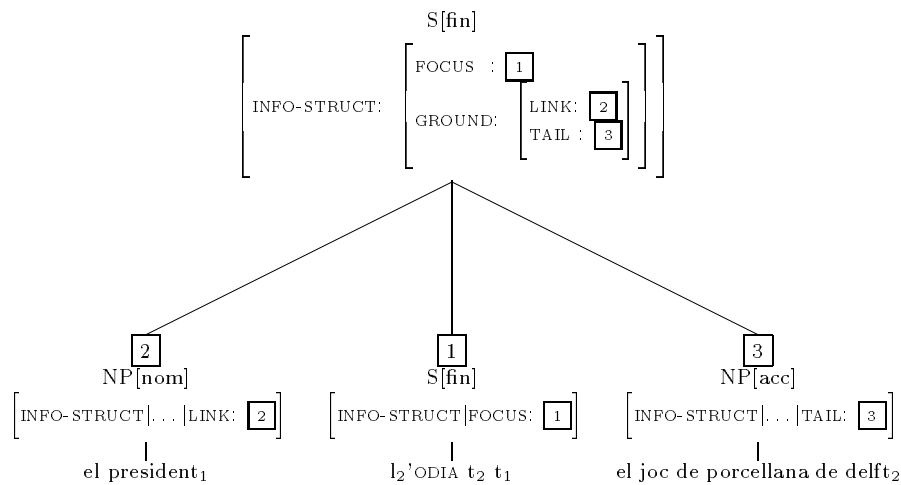 S[fin]
FOCUS : 1
INFO-STRUCT:
GROUND:
LINK: 2
TAIL : 3
2 1 3
NP[nom] S[fin] NP[acc]
[INFO-STRUCT|...|LINK: 2] [INFO-STRUCT|FOCUS: 1] [INFO-STRUCT|...|TAIL: 3]
el president₁ l₂'ODIA t₂ t₁ el joc de porcellana de delft₂